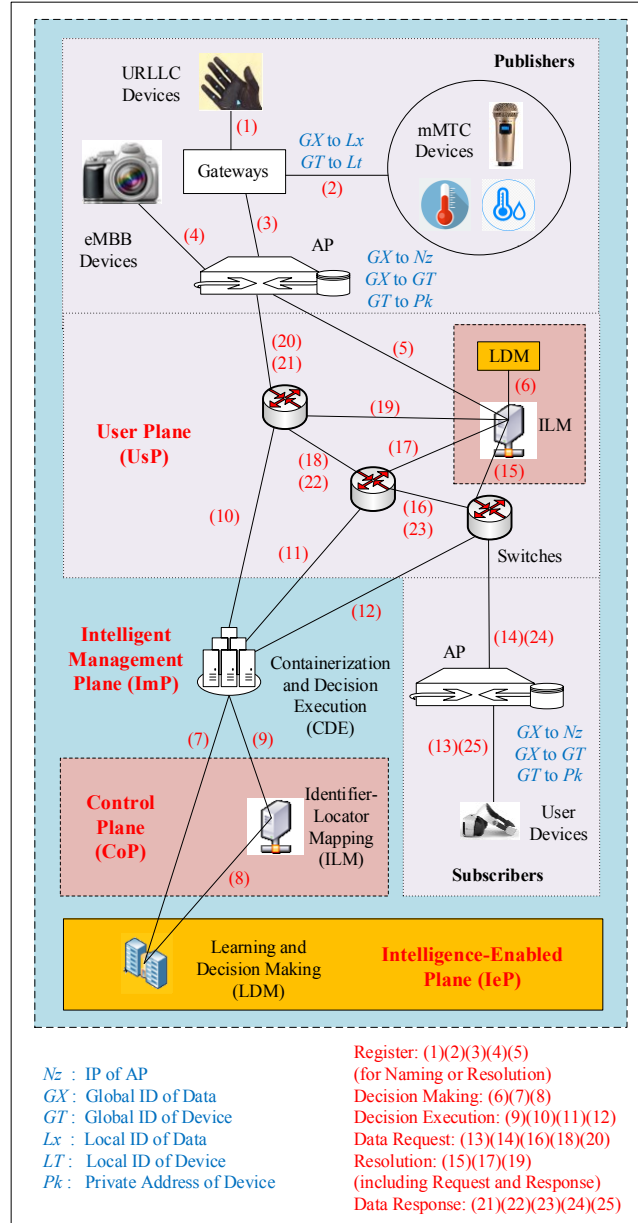 Publishers
URLLC
Devices
(1)
GX to Lx
GT to Lt
(2)
mMTC
Devices
Gateways
(3)
(4)
eMBB
Devices
AP
GX to Nz
GX to GT
GT to Pk
(20)
(21)
(5)
LDM
(6)
ILM
(19)
User Plane
(UsP)
(18)
(22)
(17)
(15)
(16)
(23)
(10)
(11)
Switches
(12)
Intelligent
Management
Plane (ImP)
Containerization
and Decision
Execution
(CDE)
AP
(14)(24)
(7)
(9)
(13)(25)
GX to Nz
GX to GT
GT to Pk
Control
Plane
(CoP)
Identifier-
Locator
Mapping
(ILM)
(8)
User
Devices
Subscribers
Learning and
Decision Making
(LDM)
Intelligence-Enabled
Plane (IeP)
Nz : IP of AP
GX : Global ID of Data
GT : Global ID of Device
Lx : Local ID of Data
LT : Local ID of Device
Pk : Private Address of Device
Register: (1)(2)(3)(4)(5)
(for Naming or Resolution)
Decision Making: (6)(7)(8)
Decision Execution: (9)(10)(11)(12)
Data Request: (13)(14)(16)(18)(20)
Resolution: (15)(17)(19)
(including Request and Response)
Data Response: (21)(22)(23)(24)(25)